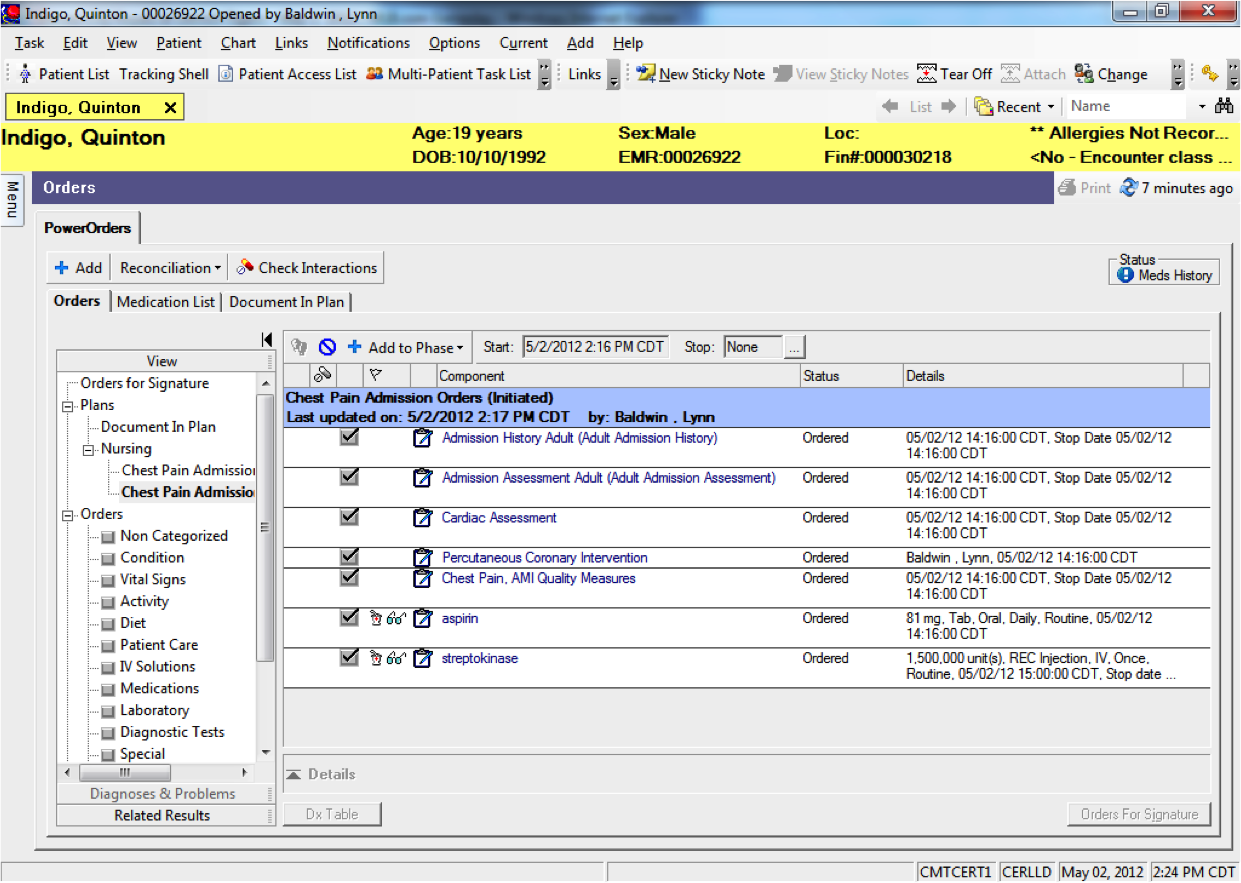 Indigo, Quinton - 00026922 Opened by Baldwin , Lynn
Task Edit View Patient Chart Links Notifications Options Current Add Help
Patient List Tracking Shell Patient Access List Multi-Patient Task List Links New Sticky Note View Sticky Notes Tear Off Attach Change
Indigo, Quinton x List Recent Name
Indigo, Quinton Age:19 years Sex:Male Loc: ** Allergies Not Recor...
DOB:10/10/1992 EMR:00026922 Fin#:000030218 <No - Encounter class ...
Menu
Orders Print 7 minutes ago
PowerOrders
Add Reconciliation Check Interactions
Status
Meds History
Orders Medication List Document In Plan
Add to Phase Start: 5/2/2012 2:16 PM CDT Stop: None ...
View
Orders for Signature
Plans
Document In Plan
Nursing
Chest Pain Admission
Chest Pain Admissio
Orders
Non Categorized
Condition
Vital Signs
Activity
Diet
Patient Care
IV Solutions
Medications
Laboratory
Diagnostic Tests
Special
Diagnoses & Problems
Related Results
Component Status Details
Chest Pain Admission Orders (Initiated)
Last updated on: 5/2/2012 2:17 PM CDT by: Baldwin , Lynn
Admission History Adult (Adult Admission History) Ordered 05/02/12 14:16:00 CDT, Stop Date 05/02/12
14:16:00 CDT
Admission Assessment Adult (Adult Admission Assessment) Ordered 05/02/12 14:16:00 CDT, Stop Date 05/02/12
14:16:00 CDT
Cardiac Assessment Ordered 05/02/12 14:16:00 CDT, Stop Date 05/02/12
14:16:00 CDT
Percutaneous Coronary Intervention Ordered Baldwin , Lynn, 05/02/12 14:16:00 CDT
Chest Pain, AMI Quality Measures Ordered 05/02/12 14:16:00 CDT, Stop Date 05/02/12
14:16:00 CDT
aspirin Ordered 81 mg, Tab, Oral, Daily, Routine, 05/02/12
14:16:00 CDT
streptokinase Ordered 1,500,000 unit(s), REC Injection, IV, Once,
Routine, 05/02/12 15:00:00 CDT, Stop date ...
Details
Dx Table Orders For Signature
CMTCERT1 CERLLD May 02, 2012 2:24 PM CDT